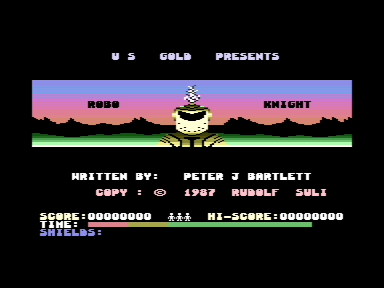 U S GOLD PRESENTS
ROBO KNIGHT
WRITTEN BY: PETER J BARTLETT
COPY : © 1987 RUDOLF SULI
SCORE:00000000 HI-SCORE:00000000
TIME:
SHIELDS: